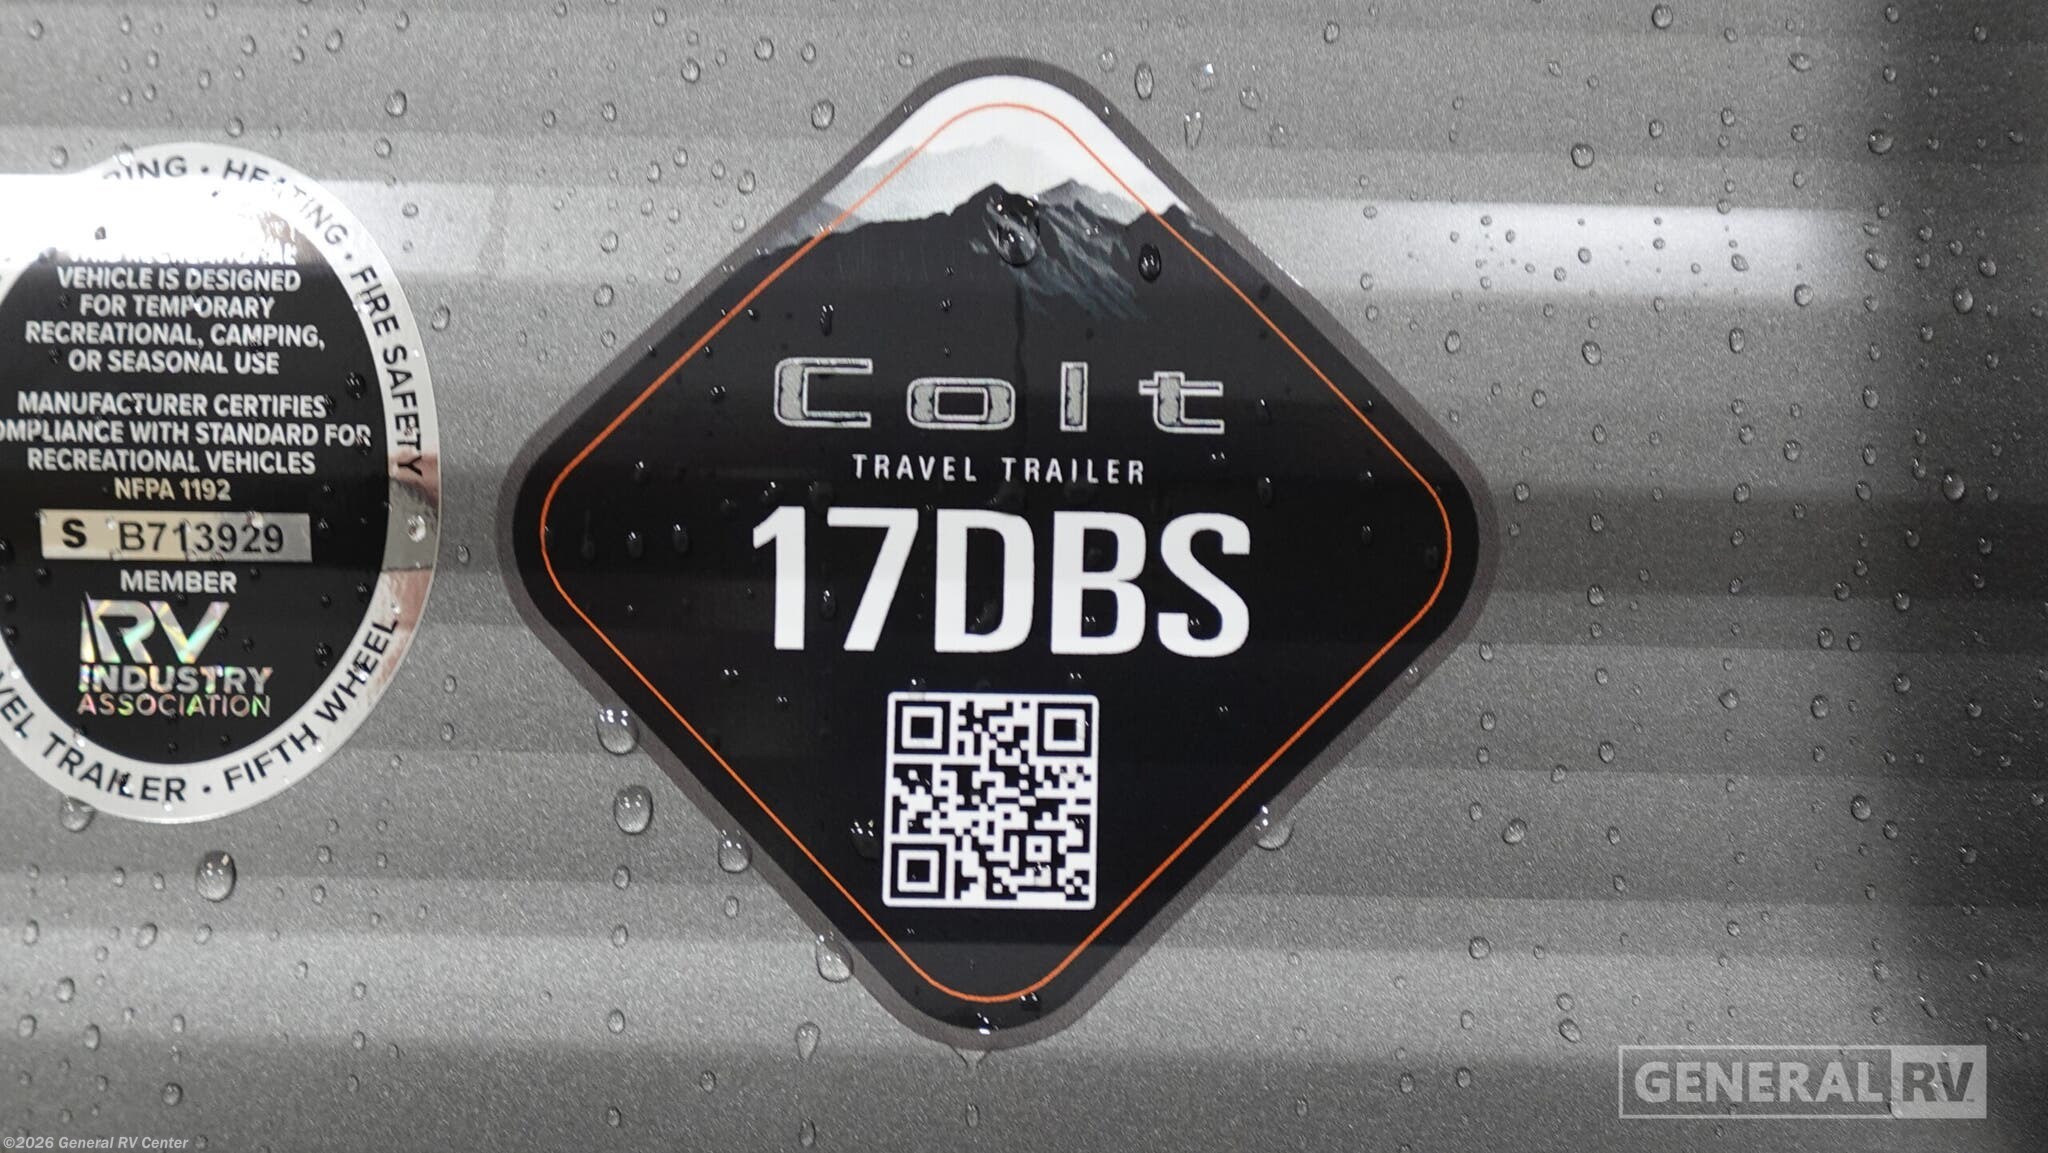 HEATING · FIRE SAFETY
VEHICLE IS DESIGNED
FOR TEMPORARY
RECREATIONAL, CAMPING,
OR SEASONAL USE
MANUFACTURER CERTIFIES
WITH STANDARD FOR
RECREATIONAL VEHICLES
NFPA 1192
S B713929
MEMBER
RV
INDUSTRY
ASSOCIATION
TRAILER · FIFTH WHEEL
Colt
TRAVEL TRAILER
17DBS
GENERAL RV
©2026 General RV Center